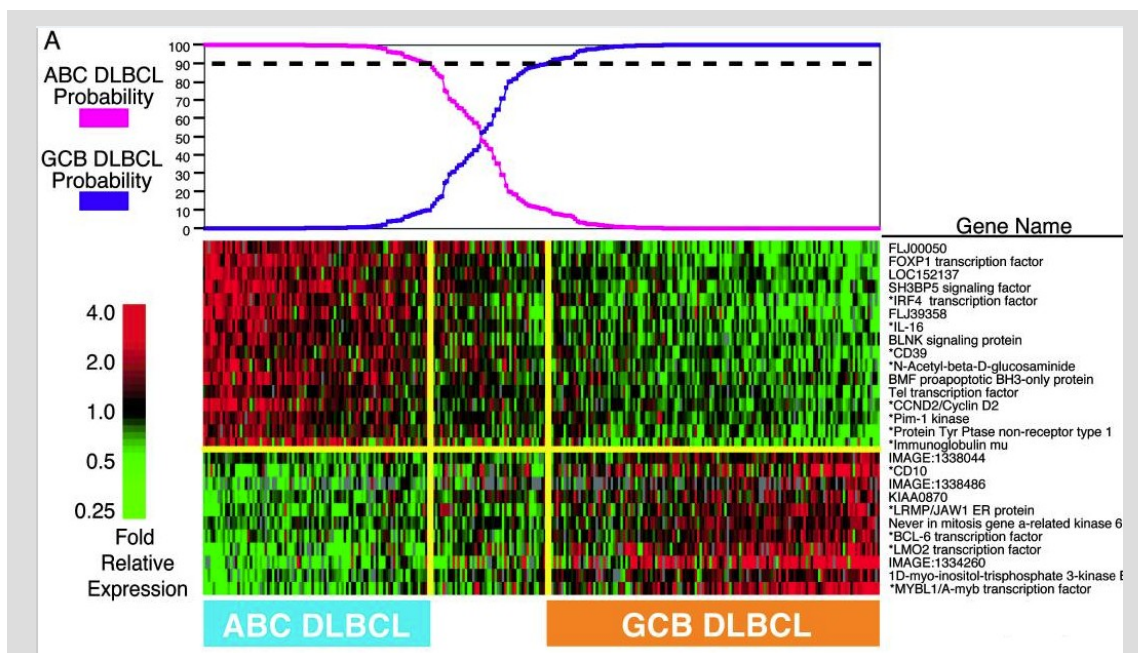 A
ABC DLBCL
Probability
GCB DLBCL
Probability
100
90
80
70
60
50
40
30
20
10
0
Gene Name
FLJ00050
FOXP1 transcription factor
LOC152137
SH3BP5 signaling factor
*IRF4 transcription factor
FLJ39358
*IL-16
BLNK signaling protein
*CD39
*N-Acetyl-beta-D-glucosaminide
BMF proapoptotic BH3-only protein
Tel transcription factor
*CCND2/Cyclin D2
*Pim-1 kinase
*Protein Tyr Ptase non-receptor type 1
*Immunoglobulin mu
IMAGE:1338044
*CD10
IMAGE:1338486
KIAA0870
*LRMP/JAW1 ER protein
Never in mitosis gene a-related kinase 6
*BCL-6 transcription factor
*LMO2 transcription factor
IMAGE:1334260
1D-myo-inositol-trisphosphate 3-kinase
*MYBL1/A-myb transcription factor
4.0
2.0
1.0
0.5
0.25
Fold
Relative
Expression
ABC DLBCL
GCB DLBCL